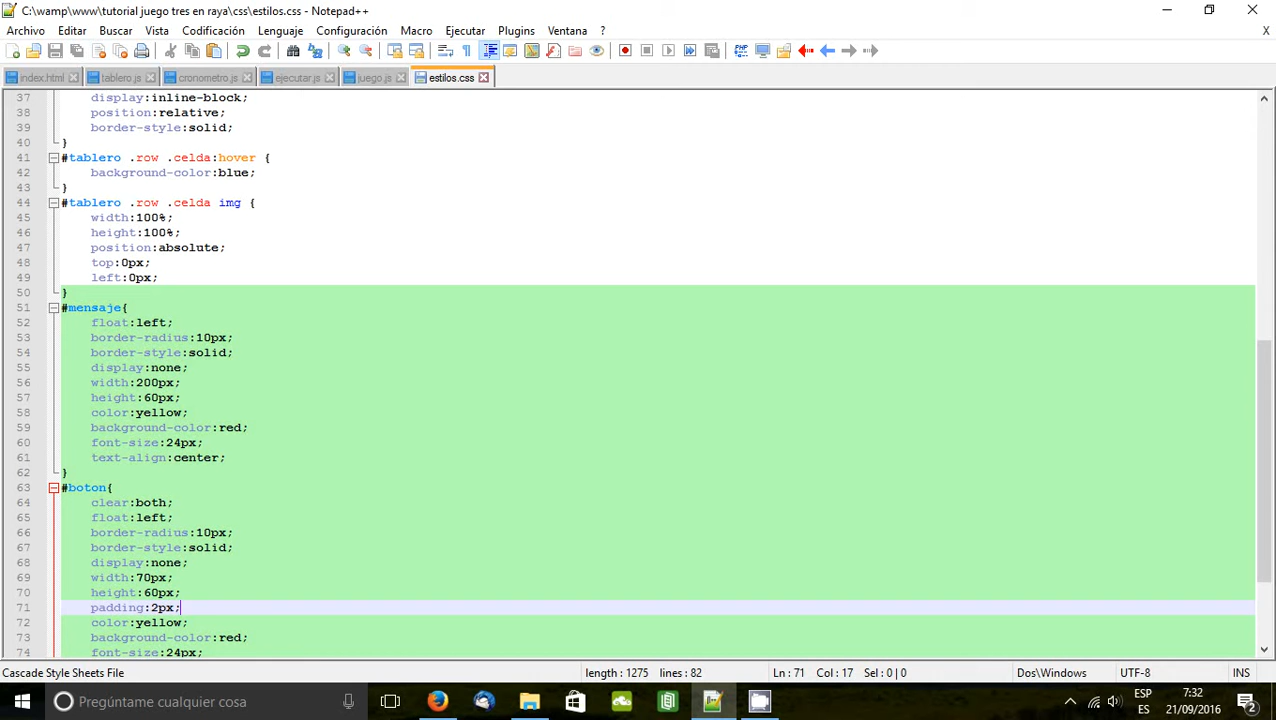 C:\wamp\www\tutorial juego tres en raya\css\estilos.css - Notepad++
Archivo Editar Buscar Vista Codificación Lenguaje Configuración Macro Ejecutar Plugins Ventana ? X
index.html tablero.js cronometro.js ejecutar.js juego.js estilos.css
37 display:inline-block;
38 position:relative;
39 border-style:solid;
40 }
41 #tablero .row .celda:hover {
42 background-color:blue;
43 }
44 #tablero .row .celda img {
45 width:100%;
46 height:100%;
47 position:absolute;
48 top:0px;
49 left:0px;
50 }
51 #mensaje{
52 float:left;
53 border-radius:10px;
54 border-style:solid;
55 display:none;
56 width:200px;
57 height:60px;
58 color:yellow;
59 background-color:red;
60 font-size:24px;
61 text-align:center;
62 }
63 #boton{
64 clear:both;
65 float:left;
66 border-radius:10px;
67 border-style:solid;
68 display:none;
69 width:70px;
70 height:60px;
71 padding:2px;
72 color:yellow;
73 background-color:red;
74 font-size:24px;
Cascade Style Sheets File length : 1275 lines : 82 Ln : 71 Col : 17 Sel : 0 | 0 Dos\Windows UTF-8 INS
Pregúntame cualquier cosa
ESP 7:32
ES 21/09/2016 2